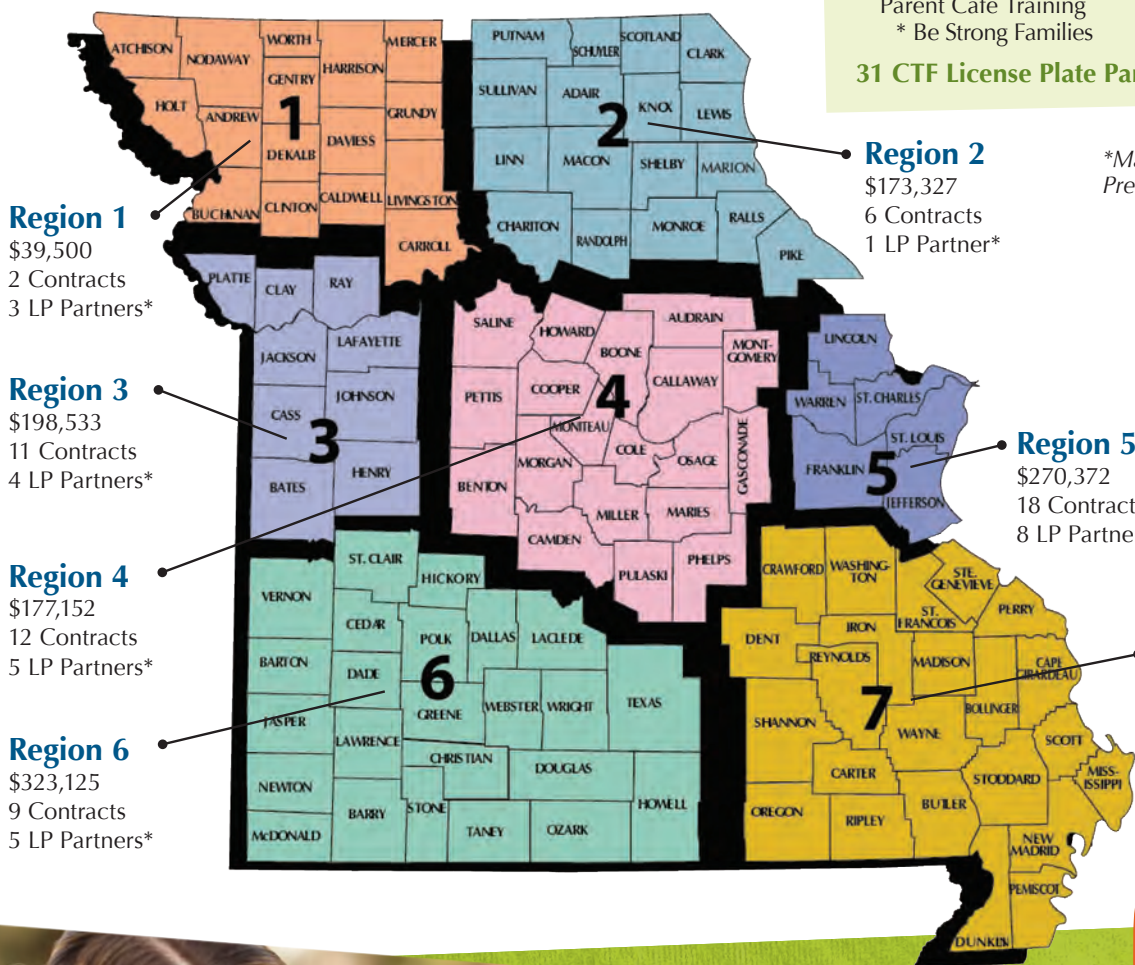 Parent Cafe Training
* Be Strong Families
31 CTF License Plate Par
Region 1
$39,500
2 Contracts
3 LP Partners*
Region 2
$173,327
6 Contracts
1 LP Partner*
Region 3
$198,533
11 Contracts
4 LP Partners*
Region 4
$177,152
12 Contracts
5 LP Partners*
Region 5
$270,372
18 Contract
8 LP Partne
Region 6
$323,125
9 Contracts
5 LP Partners*
1
ATCHISON
NODAWAY
WORTH
GENTRY
HARRISON
MERCER
HOLT
ANDREW
DEKALB
DAVIESS
GRUNDY
BUCHANAN
CLINTON
CALDWELL
LIVINGSTON
CARROLL
2
PUTNAM
SCHUYLER
SCOTLAND
CLARK
SULLIVAN
ADAIR
KNOX
LEWIS
LINN
MACON
SHELBY
MARION
CHARITON
RANDOLPH
MONROE
RALLS
PIKE
3
PLATTE
CLAY
RAY
JACKSON
LAFAYETTE
CASS
JOHNSON
BATES
HENRY
4
SALINE
HOWARD
BOONE
AUDRAIN
MONT-
GOMERY
PETTIS
COOPER
CALLAWAY
MONITEAU
COLE
OSAGE
GASCONADE
BENTON
MORGAN
MILLER
MARIES
CAMDEN
PULASKI
PHELPS
5
LINCOLN
WARREN
ST. CHARLES
ST. LOUIS
FRANKLIN
JEFFERSON
6
ST. CLAIR
HICKORY
VERNON
CEDAR
POLK
DALLAS
LACLEDE
BARTON
DADE
GREENE
WEBSTER
WRIGHT
TEXAS
JASPER
LAWRENCE
CHRISTIAN
DOUGLAS
NEWTON
BARRY
STONE
HOWELL
McDONALD
TANEY
OZARK
7
CRAWFORD
WASHING-
TON
STE.
GENEVIEVE
ST.
FRANCOIS
PERRY
DENT
IRON
REYNOLDS
MADISON
CAPE
GIRARDEAU
BOLLINGER
SHANNON
WAYNE
SCOTT
CARTER
STODDARD
MISS-
ISSIPPI
OREGON
RIPLEY
BUTLER
NEW
MADRID
PEMISCOT
DUNKLIN